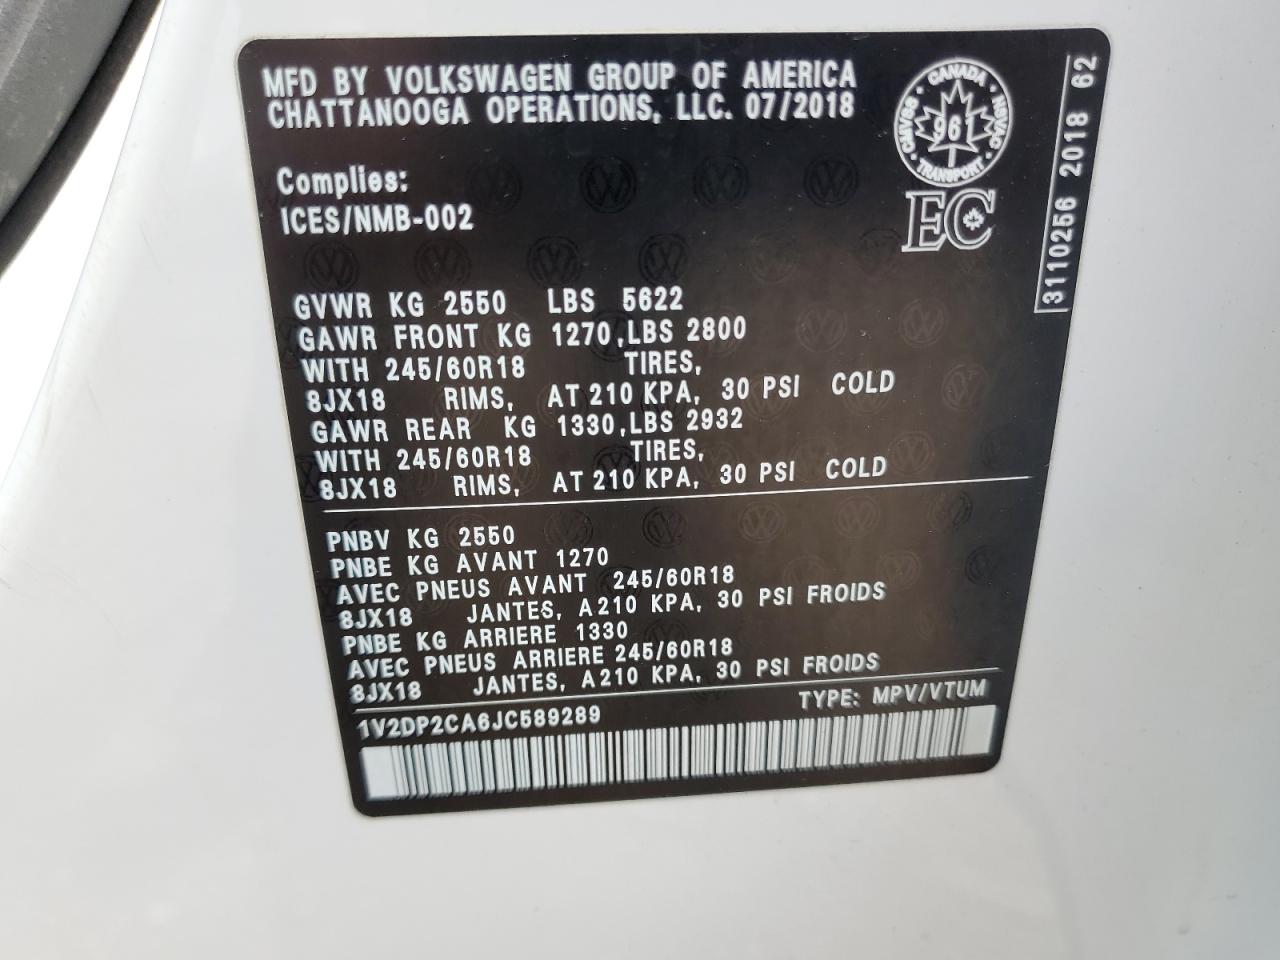 MFD BY VOLKSWAGEN GROUP OF AMERICA
CHATTANOOGA OPERATIONS, LLC. 07/2018
CANADA
CMVSS 961 NSVAC
TRANSPORT
EC
3110256 2018 62
Complies:
ICES/NMB-002
GVWR KG 2550 LBS 5622
GAWR FRONT KG 1270,LBS 2800
WITH 245/60R18 TIRES,
8JX18 RIMS, AT 210 KPA, 30 PSI COLD
GAWR REAR KG 1330,LBS 2932
WITH 245/60R18 TIRES,
8JX18 RIMS, AT 210 KPA, 30 PSI COLD
PNBV KG 2550
PNBE KG AVANT 1270
AVEC PNEUS AVANT 245/60R18
8JX18 JANTES, A210 KPA, 30 PSI FROIDS
PNBE KG ARRIERE 1330
AVEC PNEUS ARRIERE 245/60R18
8JX18 JANTES, A210 KPA, 30 PSI FROIDS
TYPE: MPV/VTUM
1V2DP2CA6JC589289